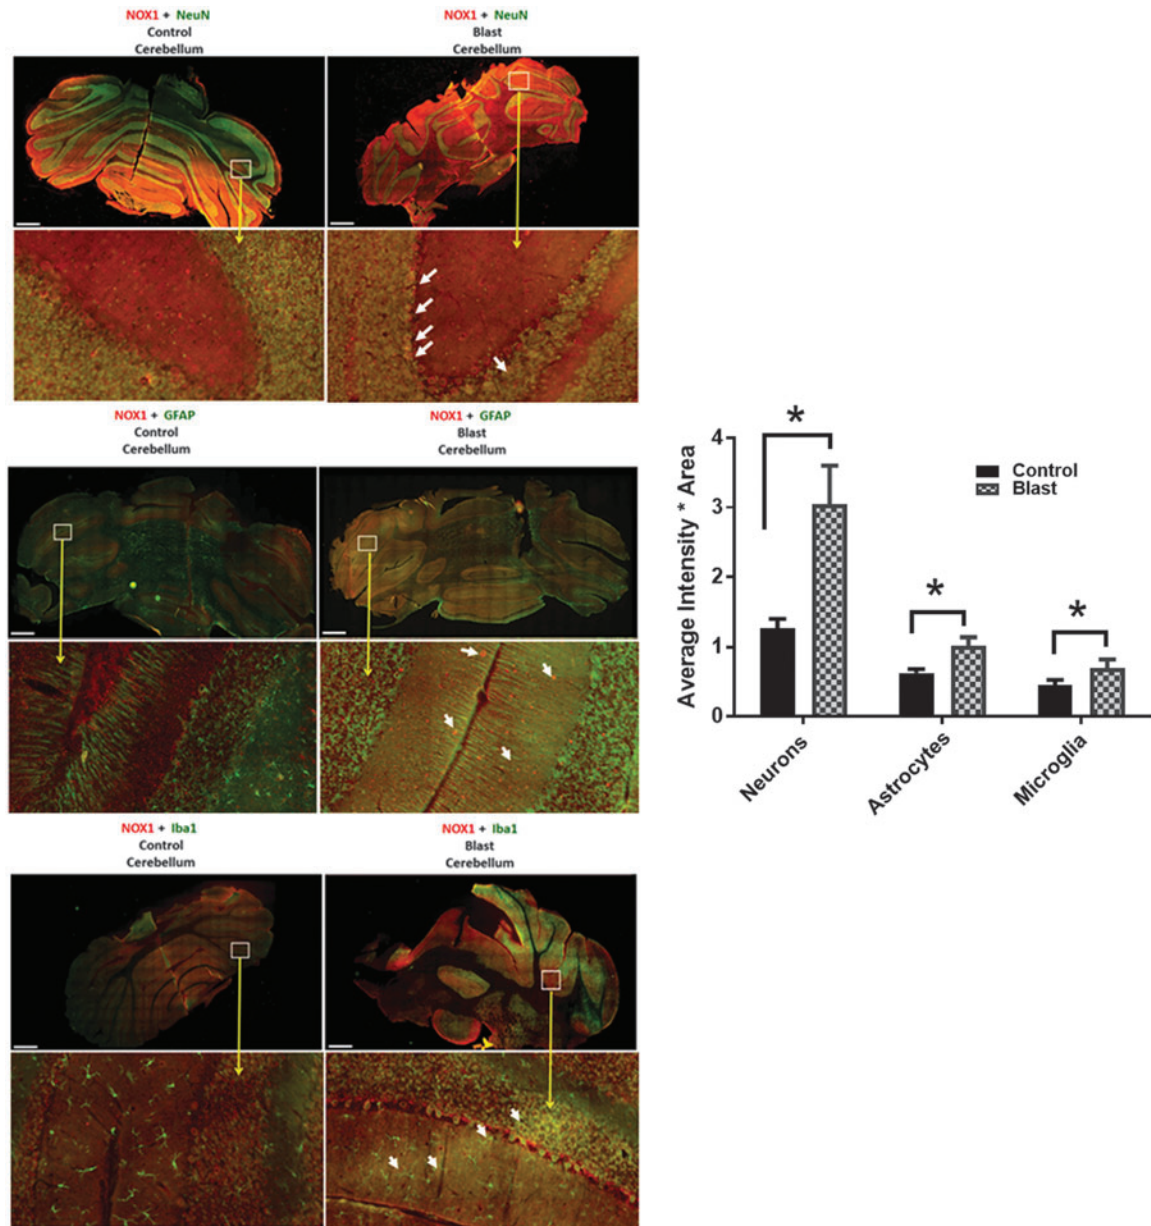 NOX1 + NeuN
Control
Cerebellum
NOX1 + NeuN
Blast
Cerebellum
NOX1 + GFAP
Control
Cerebellum
NOX1 + GFAP
Blast
Cerebellum
NOX1 + Iba1
Control
Cerebellum
NOX1 + Iba1
Blast
Cerebellum
Average Intensity * Area
4
3
2
1
0
*
*
*
Control
Blast
Neurons
Astrocytes
Microglia